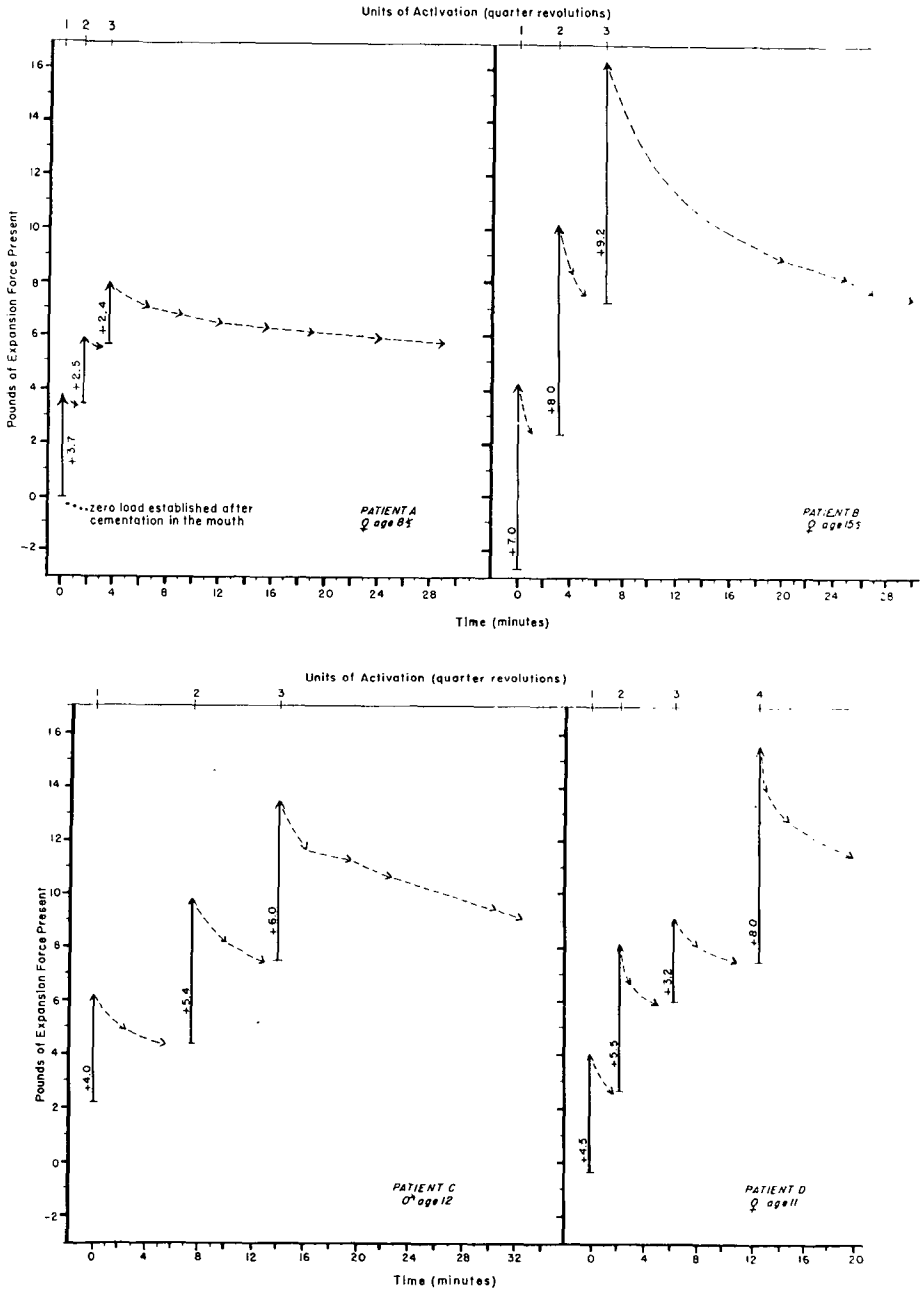 Units of Activation (quarter revolutions)
1 2 3 1 2 3
16
14
12
10
8
6
4
2
0
-2
Pounds of Expansion Force Present
+3.7
+2.5
+2.4
zero load established after
cementation in the mouth
PATIENT A
♀ age
+7.0
+8.0
+9.2
PATIENT B
♀ age
0 4 8 12 16 20 24 28 0 4 8 12 16 20 24 28 30
Time (minutes)
Units of Activation (quarter revolutions)
1 2 3 1 2 3 4
16
14
12
10
8
6
4
2
0
-2
Pounds of Expansion Force Present
+4.0
+5.4
+6.0
PATIENT C
♂ age 12
+4.5
+5.5
+3.2
+8.0
PATIENT D
♀ age 11
0 4 8 12 16 20 24 28 32 0 4 8 12 16 20
Time (minutes) Time (minutes)